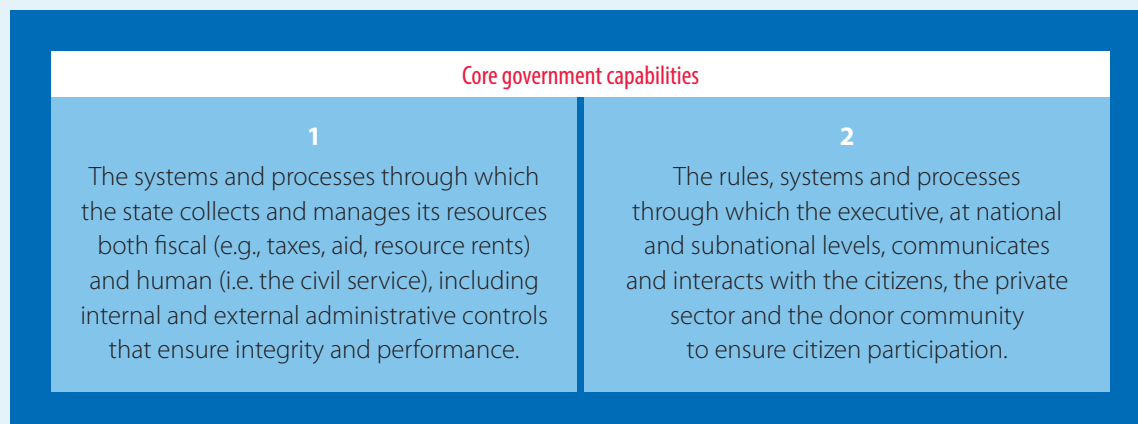 Core government capabilities
1
The systems and processes through which
the state collects and manages its resources
both fiscal (e.g., taxes, aid, resource rents)
and human (i.e. the civil service), including
internal and external administrative controls
that ensure integrity and performance.
2
The rules, systems and processes
through which the executive, at national
and subnational levels, communicates
and interacts with the citizens, the private
sector and the donor community
to ensure citizen participation.